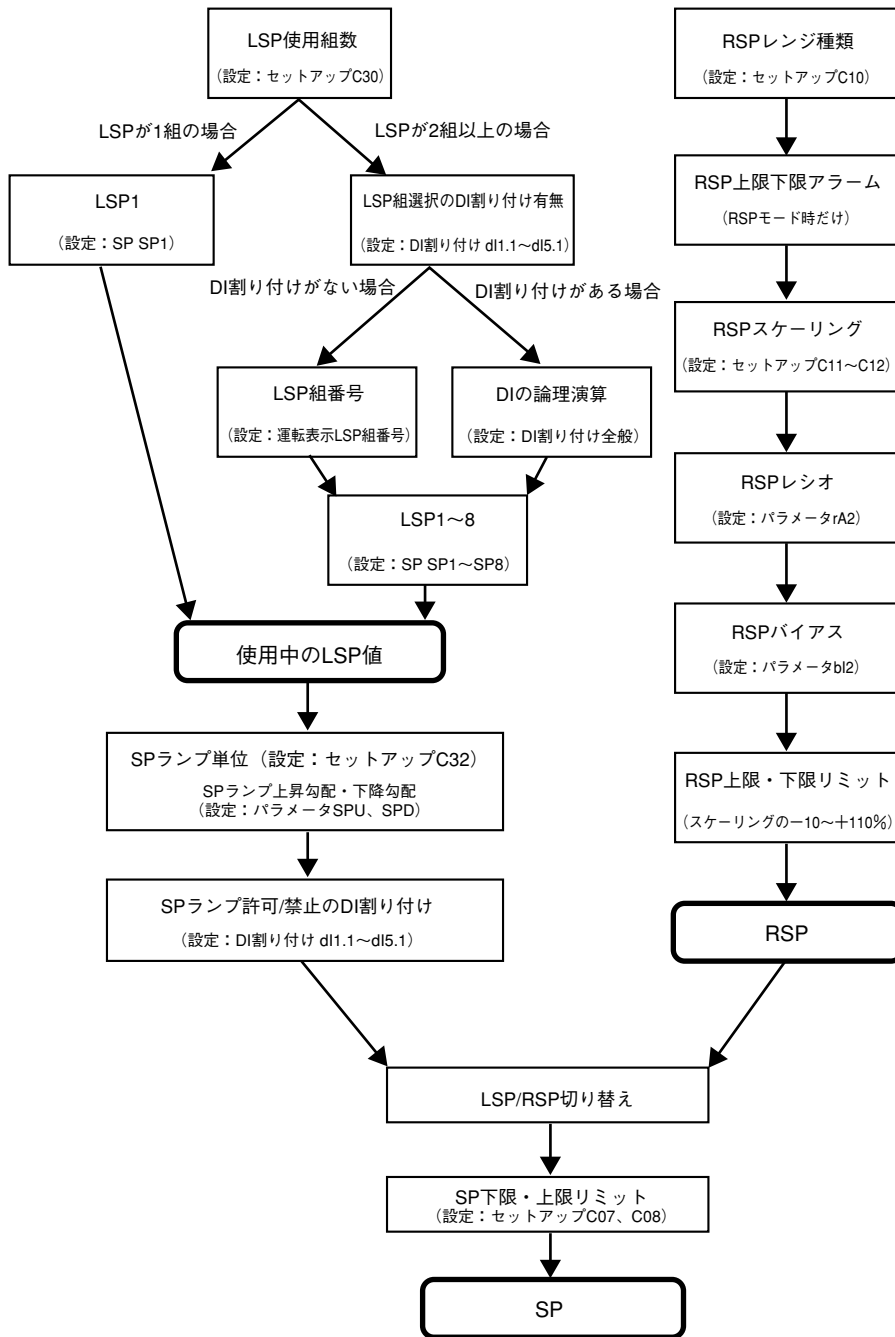 LSP使用組数
（設定：セットアップC30）
LSPが1組の場合
LSPが2組以上の場合
LSP1
（設定：SP SP1）
LSP組選択のDI割り付け有無
（設定：DI割り付け dI1.1〜dI5.1）
DI割り付けがない場合
DI割り付けがある場合
LSP組番号
（設定：運転表示LSP組番号）
DIの論理演算
（設定：DI割り付け全般）
LSP1〜8
（設定：SP SP1〜SP8）
使用中のLSP値
SPランプ単位（設定：セットアップC32）
SPランプ上昇勾配・下降勾配
（設定：パラメータSPU、SPD）
SPランプ許可/禁止のDI割り付け
（設定：DI割り付け dI1.1〜dI5.1）
RSPレンジ種類
（設定：セットアップC10）
RSP上限下限アラーム
（RSPモード時だけ）
RSPスケーリング
（設定：セットアップC11〜C12）
RSPレシオ
（設定：パラメータrA2）
RSPバイアス
（設定：パラメータbI2）
RSP上限・下限リミット
（スケーリングの－10〜＋110％）
RSP
LSP/RSP切り替え
SP下限・上限リミット
（設定：セットアップC07、C08）
SP